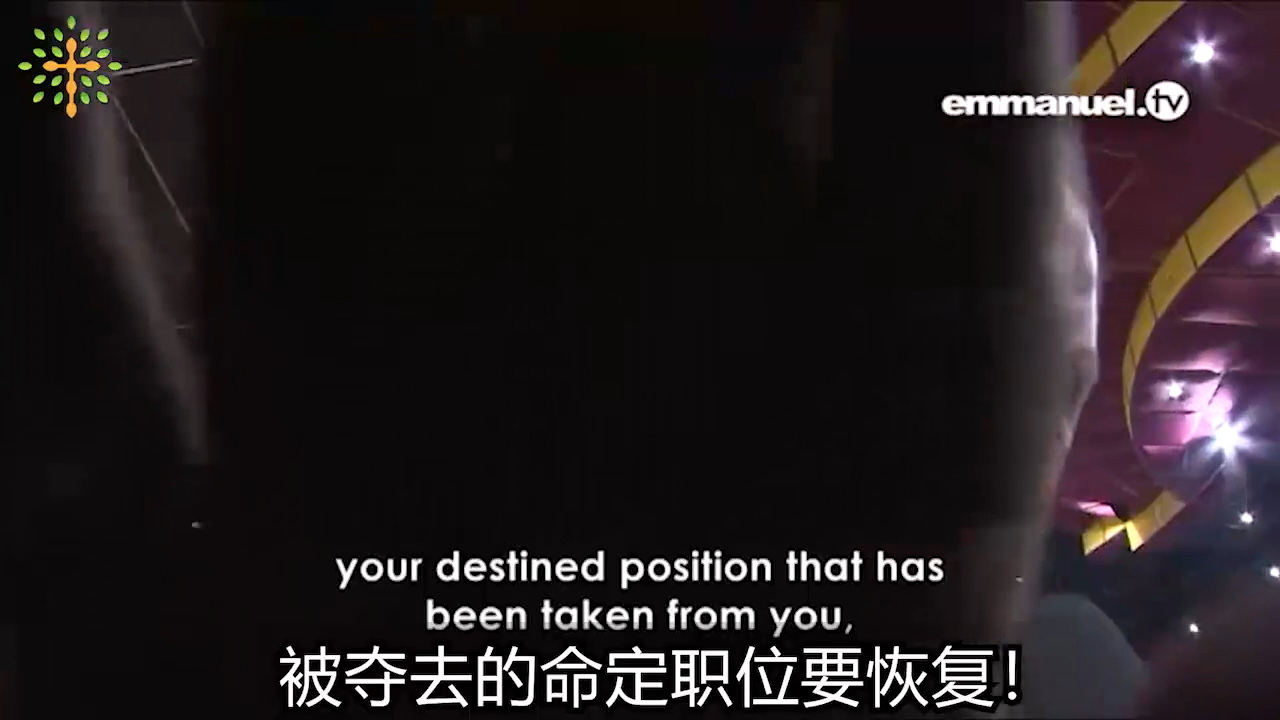 emmanuel.tv
your destined position that has
been taken from you,
被夺去的命定职位要恢复!